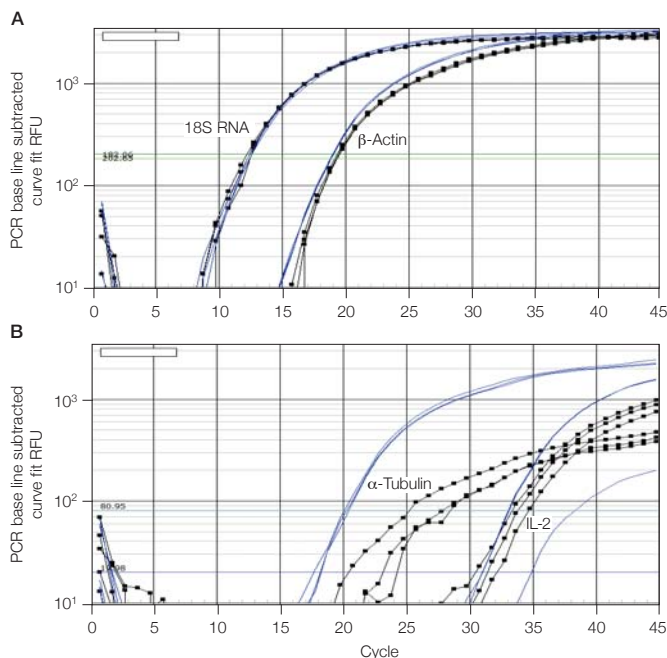 A
PCR base line subtracted
curve fit RFU
10³
10²
10¹
18S RNA
β-Actin
0 5 10 15 20 25 30 35 40 45
B
PCR base line subtracted
curve fit RFU
10³
10²
10¹
80.95
α-Tubulin
IL-2
0 5 10 15 20 25 30 35 40 45
Cycle